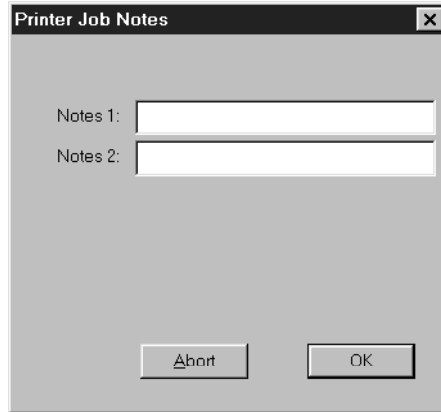 Printer Job Notes
Notes 1:
Notes 2:
Abort
OK